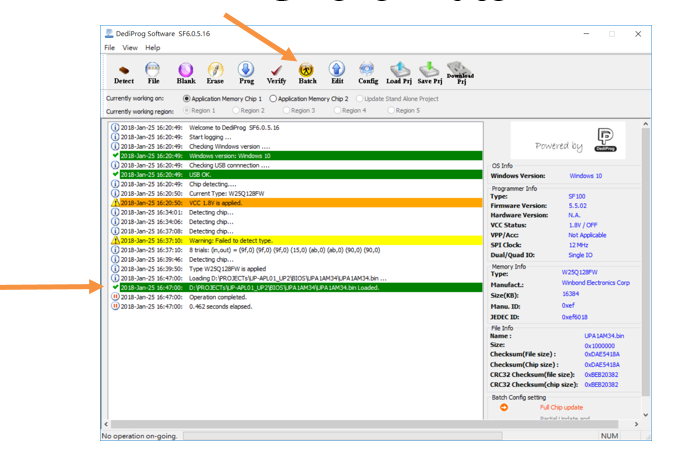 DediProg Software SF6.0.5.16
File View Help
Detect File Blank Erase Prog Verify Batch Edit Config Load Prj Save Prj Download Prj
Currently working on: Application Memory Chip 1 Application Memory Chip 2 Update Stand Alone Project
Currently working region: Region 1 Region 2 Region 3 Region 4 Region 5
2018-Jan-25 16:20:49: Welcome to DediProg SF6.0.5.16
2018-Jan-25 16:20:49: Start logging ...
2018-Jan-25 16:20:49: Checking Windows version ....
2018-Jan-25 16:20:49: Windows version: Windows 10
2018-Jan-25 16:20:49: Checking USB connnection ....
2018-Jan-25 16:20:49: USB OK.
2018-Jan-25 16:20:49: Chip detecting....
2018-Jan-25 16:20:50: Current Type: W25Q128FW
2018-Jan-25 16:20:50: VCC 1.8V is applied.
2018-Jan-25 16:34:01: Detecting chip...
2018-Jan-25 16:34:06: Detecting chip...
2018-Jan-25 16:37:08: Detecting chip...
2018-Jan-25 16:37:10: Warning: Failed to detect type.
2018-Jan-25 16:37:10: 8 trials: (in,out) = (9f,0) (9f,0) (9f,0) (15,0) (ab,0) (ab,0) (90,0) (90,0)
2018-Jan-25 16:39:46: Detecting chip...
2018-Jan-25 16:39:50: Type W25Q128FW is applied
2018-Jan-25 16:47:00: Loading D:\PROJECTs\UP-APL01_UP2\BIOS\UPA1AM34\UPA1AM34.bin ...
2018-Jan-25 16:47:00: D:\PROJECTs\UP-APL01_UP2\BIOS\UPA1AM34\UPA1AM34.bin Loaded.
2018-Jan-25 16:47:00: Operation completed.
2018-Jan-25 16:47:00: 0.462 seconds elapsed.
Powered by DediProg
OS Info
Windows Version: Windows 10
Programmer Info
Type: SF100
Firmware Version: 5.5.02
Hardware Version: N.A.
VCC Status: 1.8V / OFF
VPP/Acc: Not Applicable
SPI Clock: 12 MHz
Dual/Quad IO: Single IO
Memory Info
Type: W25Q128FW
Manufact.: Winbond Electronics Corp
Size(KB): 16384
Manu. ID: 0xef
JEDEC ID: 0xef6018
File Info
Name : UPA1AM34.bin
Size: 0x1000000
Checksum(File size) : 0xDAE5418A
Checksum(Chip size) : 0xDAE5418A
CRC32 Checksum(file size): 0xBEB20382
CRC32 Checksum(chip size): 0xBEB20382
Batch Config setting
Full Chip update
Partial Update and
No operation on-going. NUM